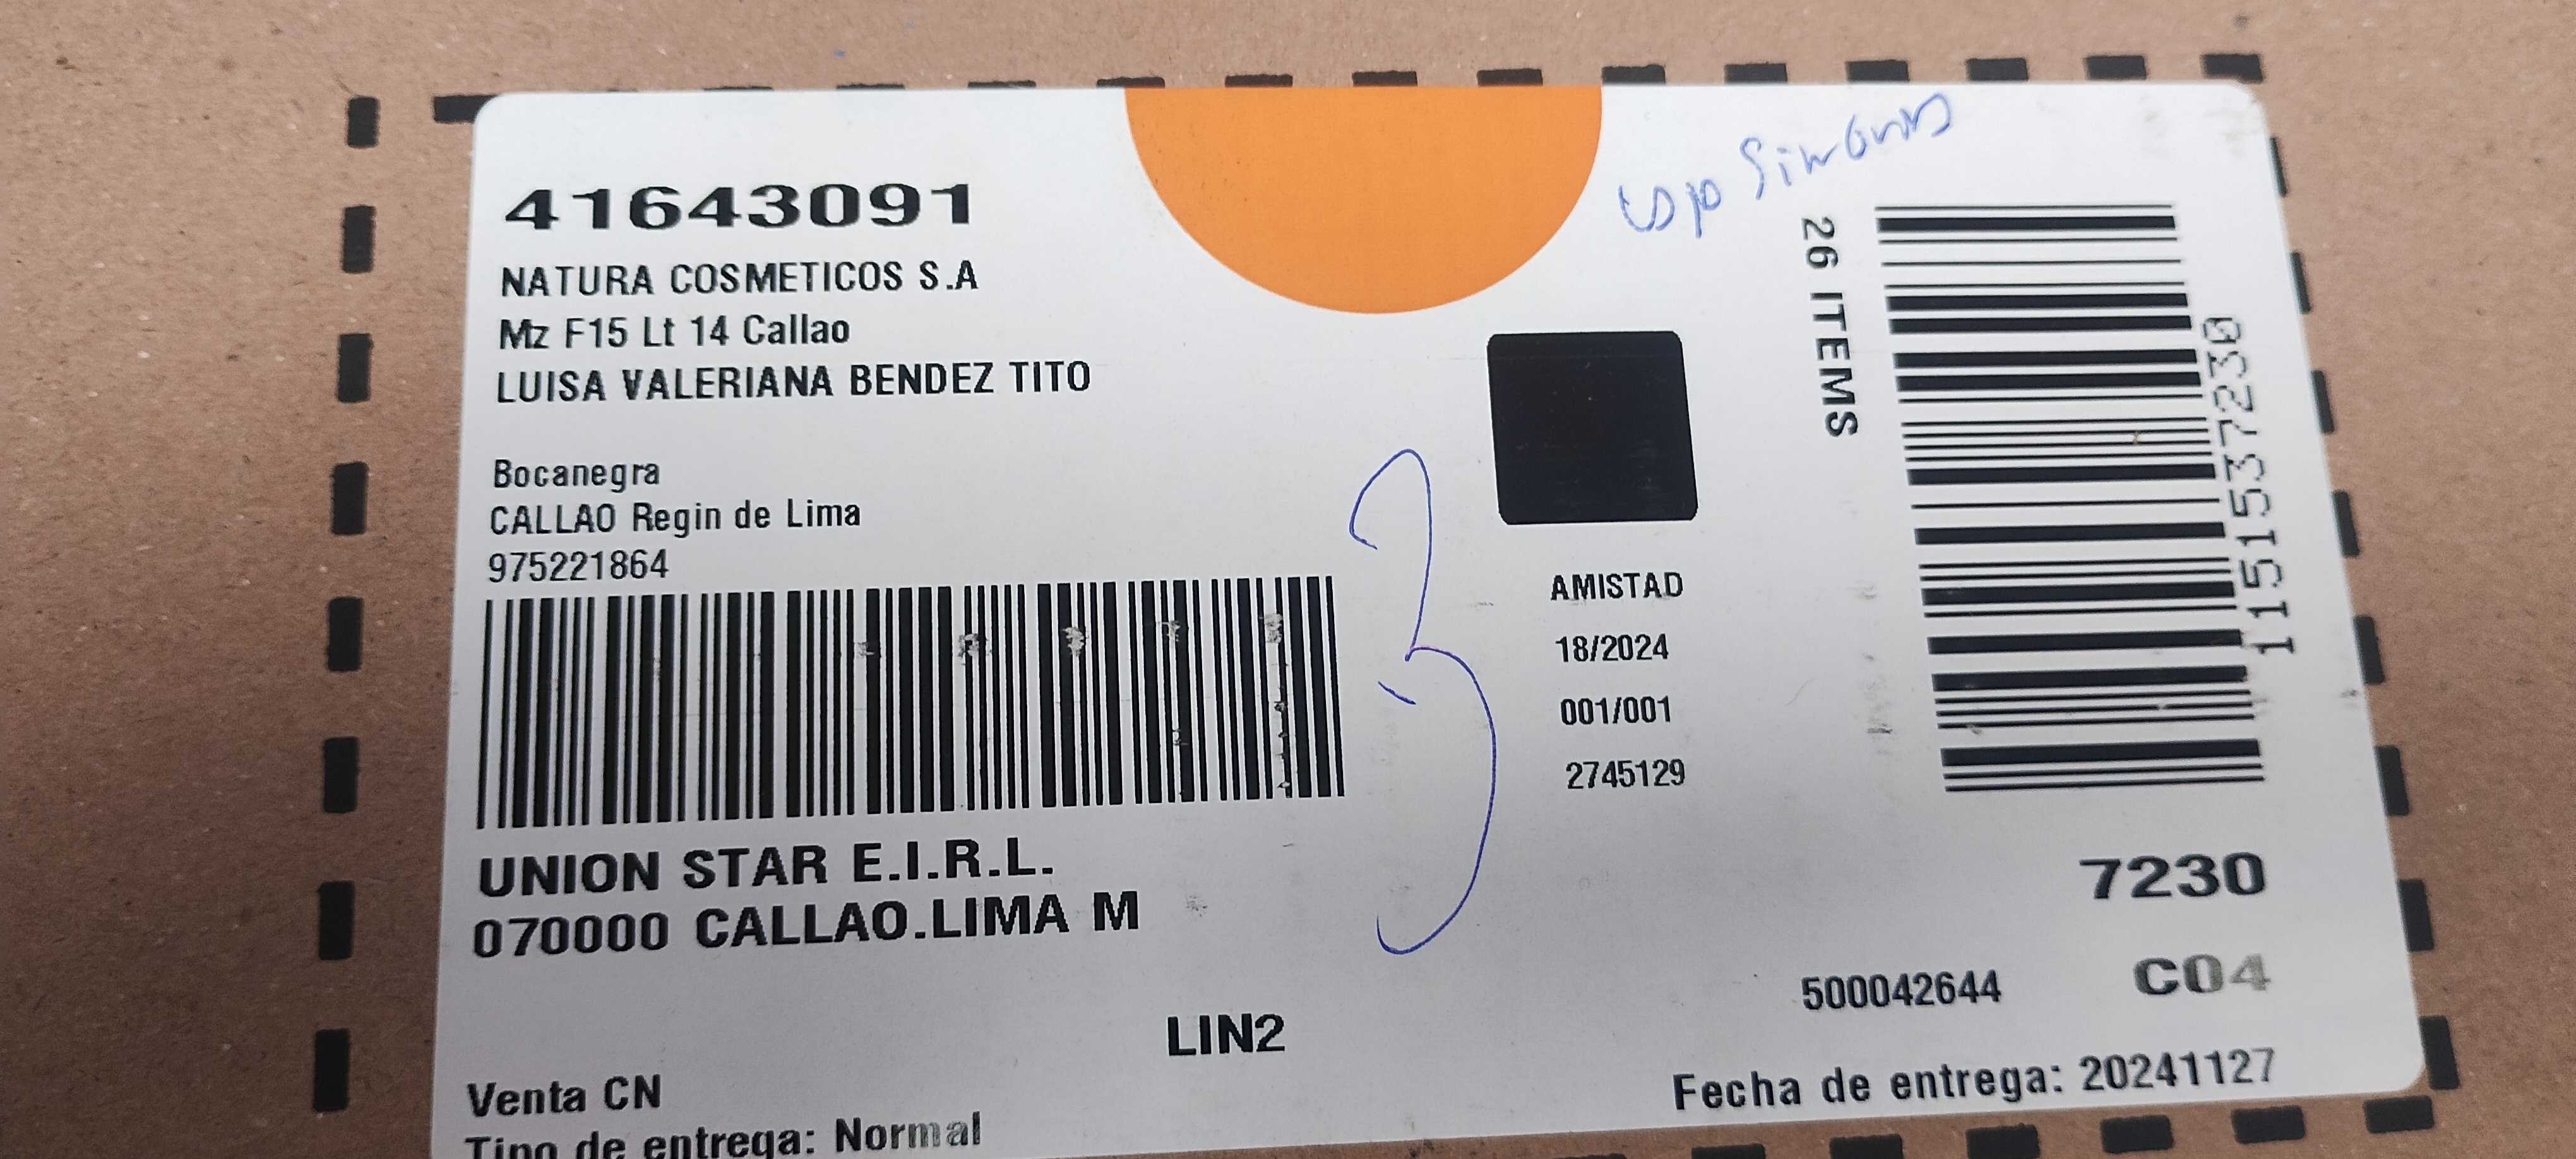 41643091
NATURA COSMETICOS S.A
Mz F15 Lt 14 Callao
LUISA VALERIANA BENDEZ TITO
Bocanegra
CALLAO Regin de Lima
975221864
UNION STAR E.I.R.L.
070000 CALLAO.LIMA M
LIN2
Venta CN
Tipo de entrega: Normal
3
AMISTAD
18/2024
001/001
2745129
26 ITEMS
1151537230
7230
C04
500042644
Fecha de entrega: 20241127